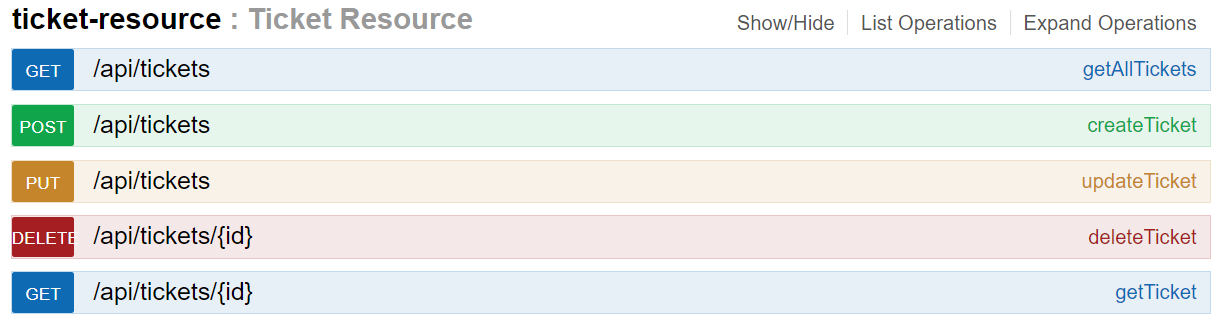 ticket-resource : Ticket Resource Show/Hide List Operations Expand Operations
GET /api/tickets getAllTickets
POST /api/tickets createTicket
PUT /api/tickets updateTicket
DELETE /api/tickets/{id} deleteTicket
GET /api/tickets/{id} getTicket